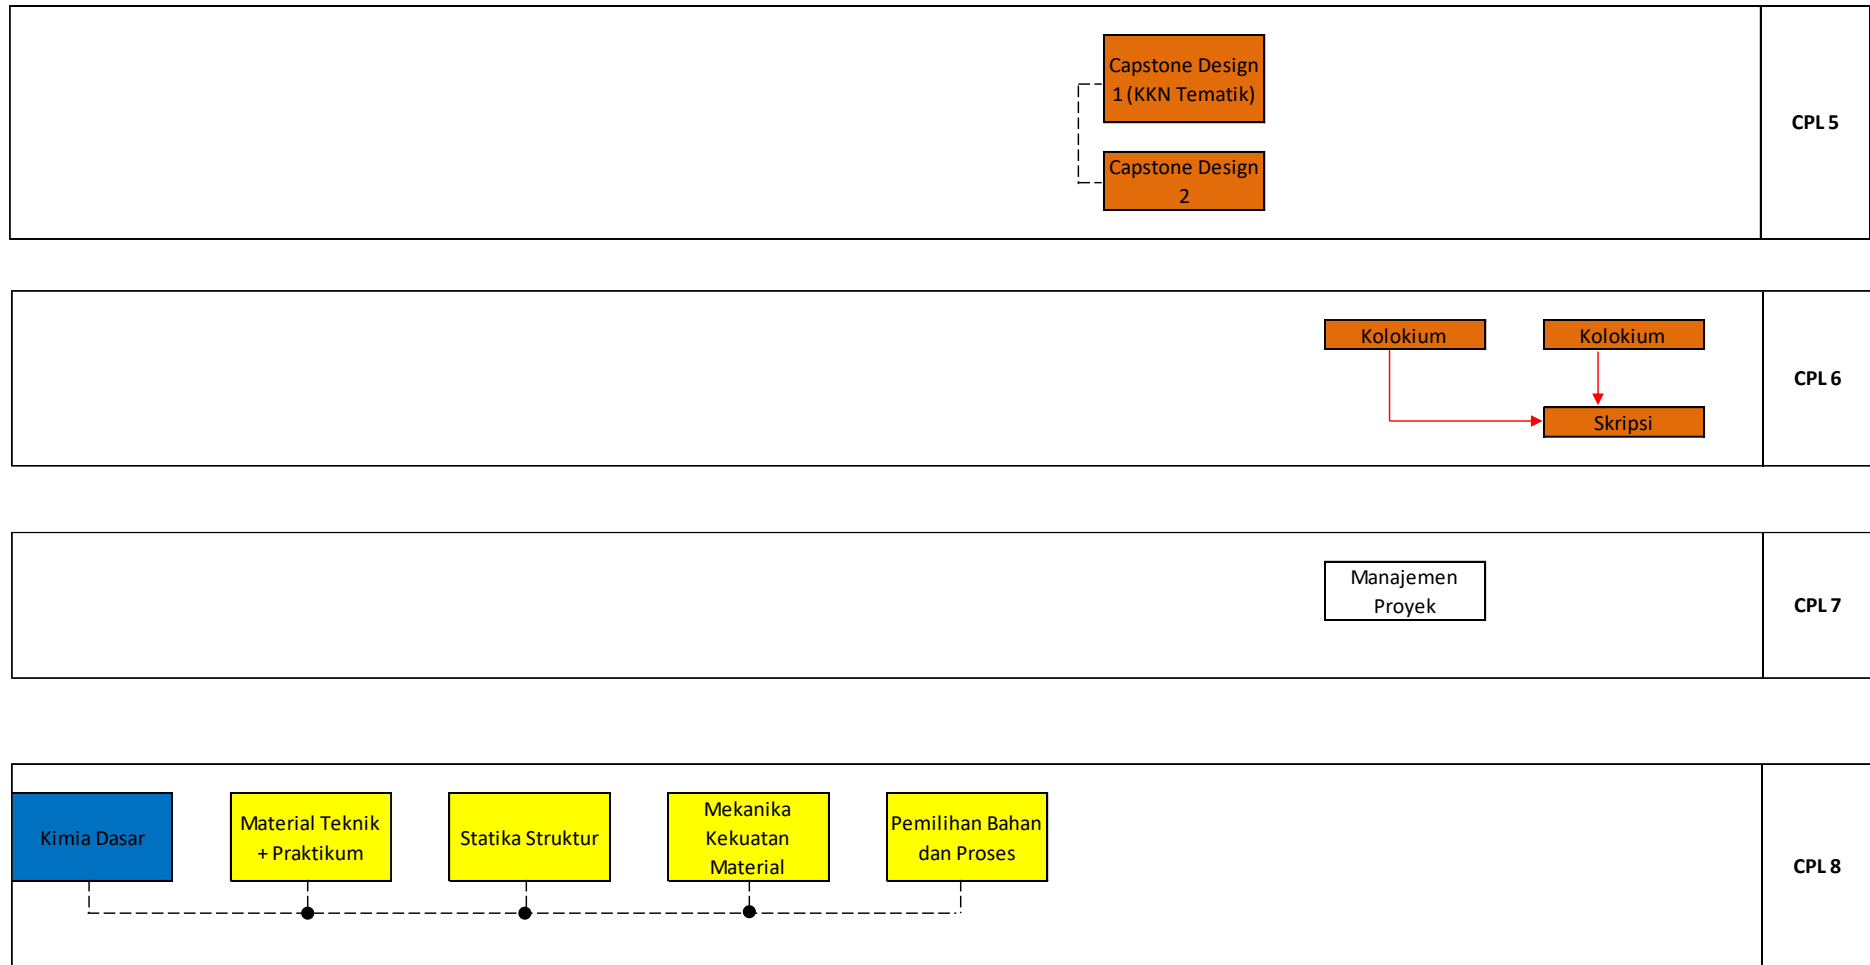 Capstone Design
1 (KKN Tematik)
CPL 5
Capstone Design
2
Kolokium
Kolokium
CPL 6
Skripsi
Manajemen
Proyek
CPL 7
Kimia Dasar
Material Teknik
+ Praktikum
Statika Struktur
Mekanika
Kekuatan
Material
Pemilihan Bahan
dan Proses
CPL 8